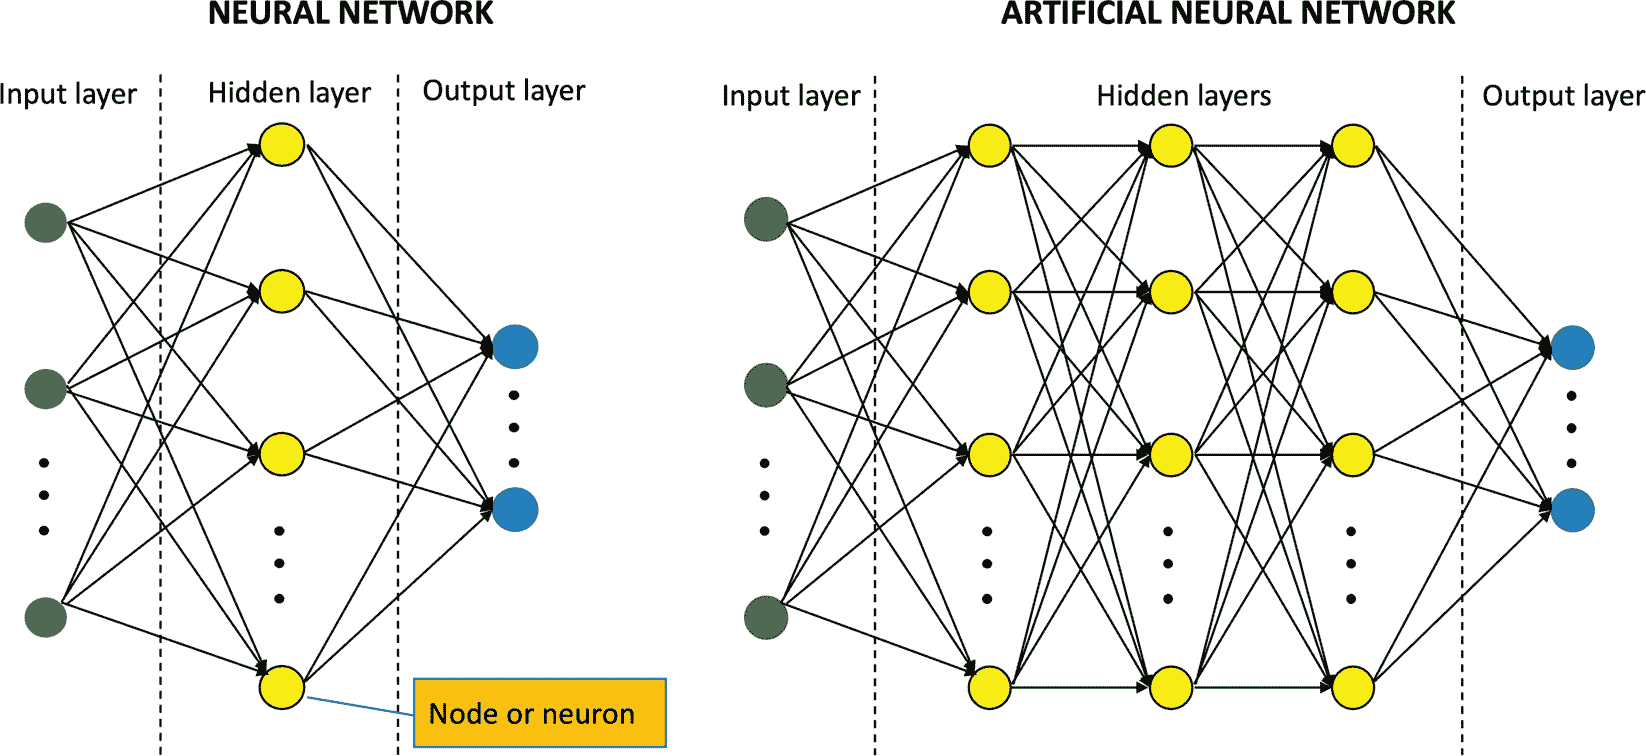 NEURAL NETWORK
Input layer
Hidden layer
Output layer
Node or neuron
ARTIFICIAL NEURAL NETWORK
Input layer
Hidden layers
Output layer